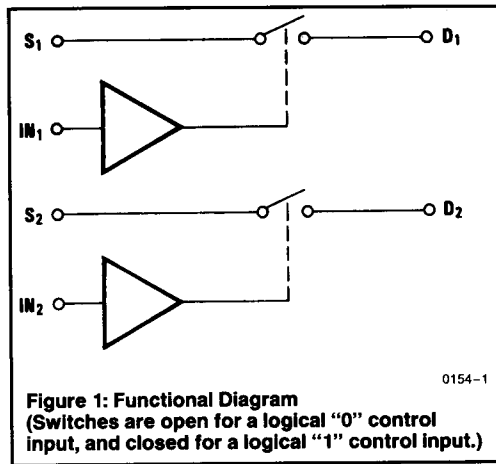 S1 D1
IN1
S2 D2
IN2
0154-1
Figure 1: Functional Diagram
(Switches are open for a logical "0" control
input, and closed for a logical "1" control input.)